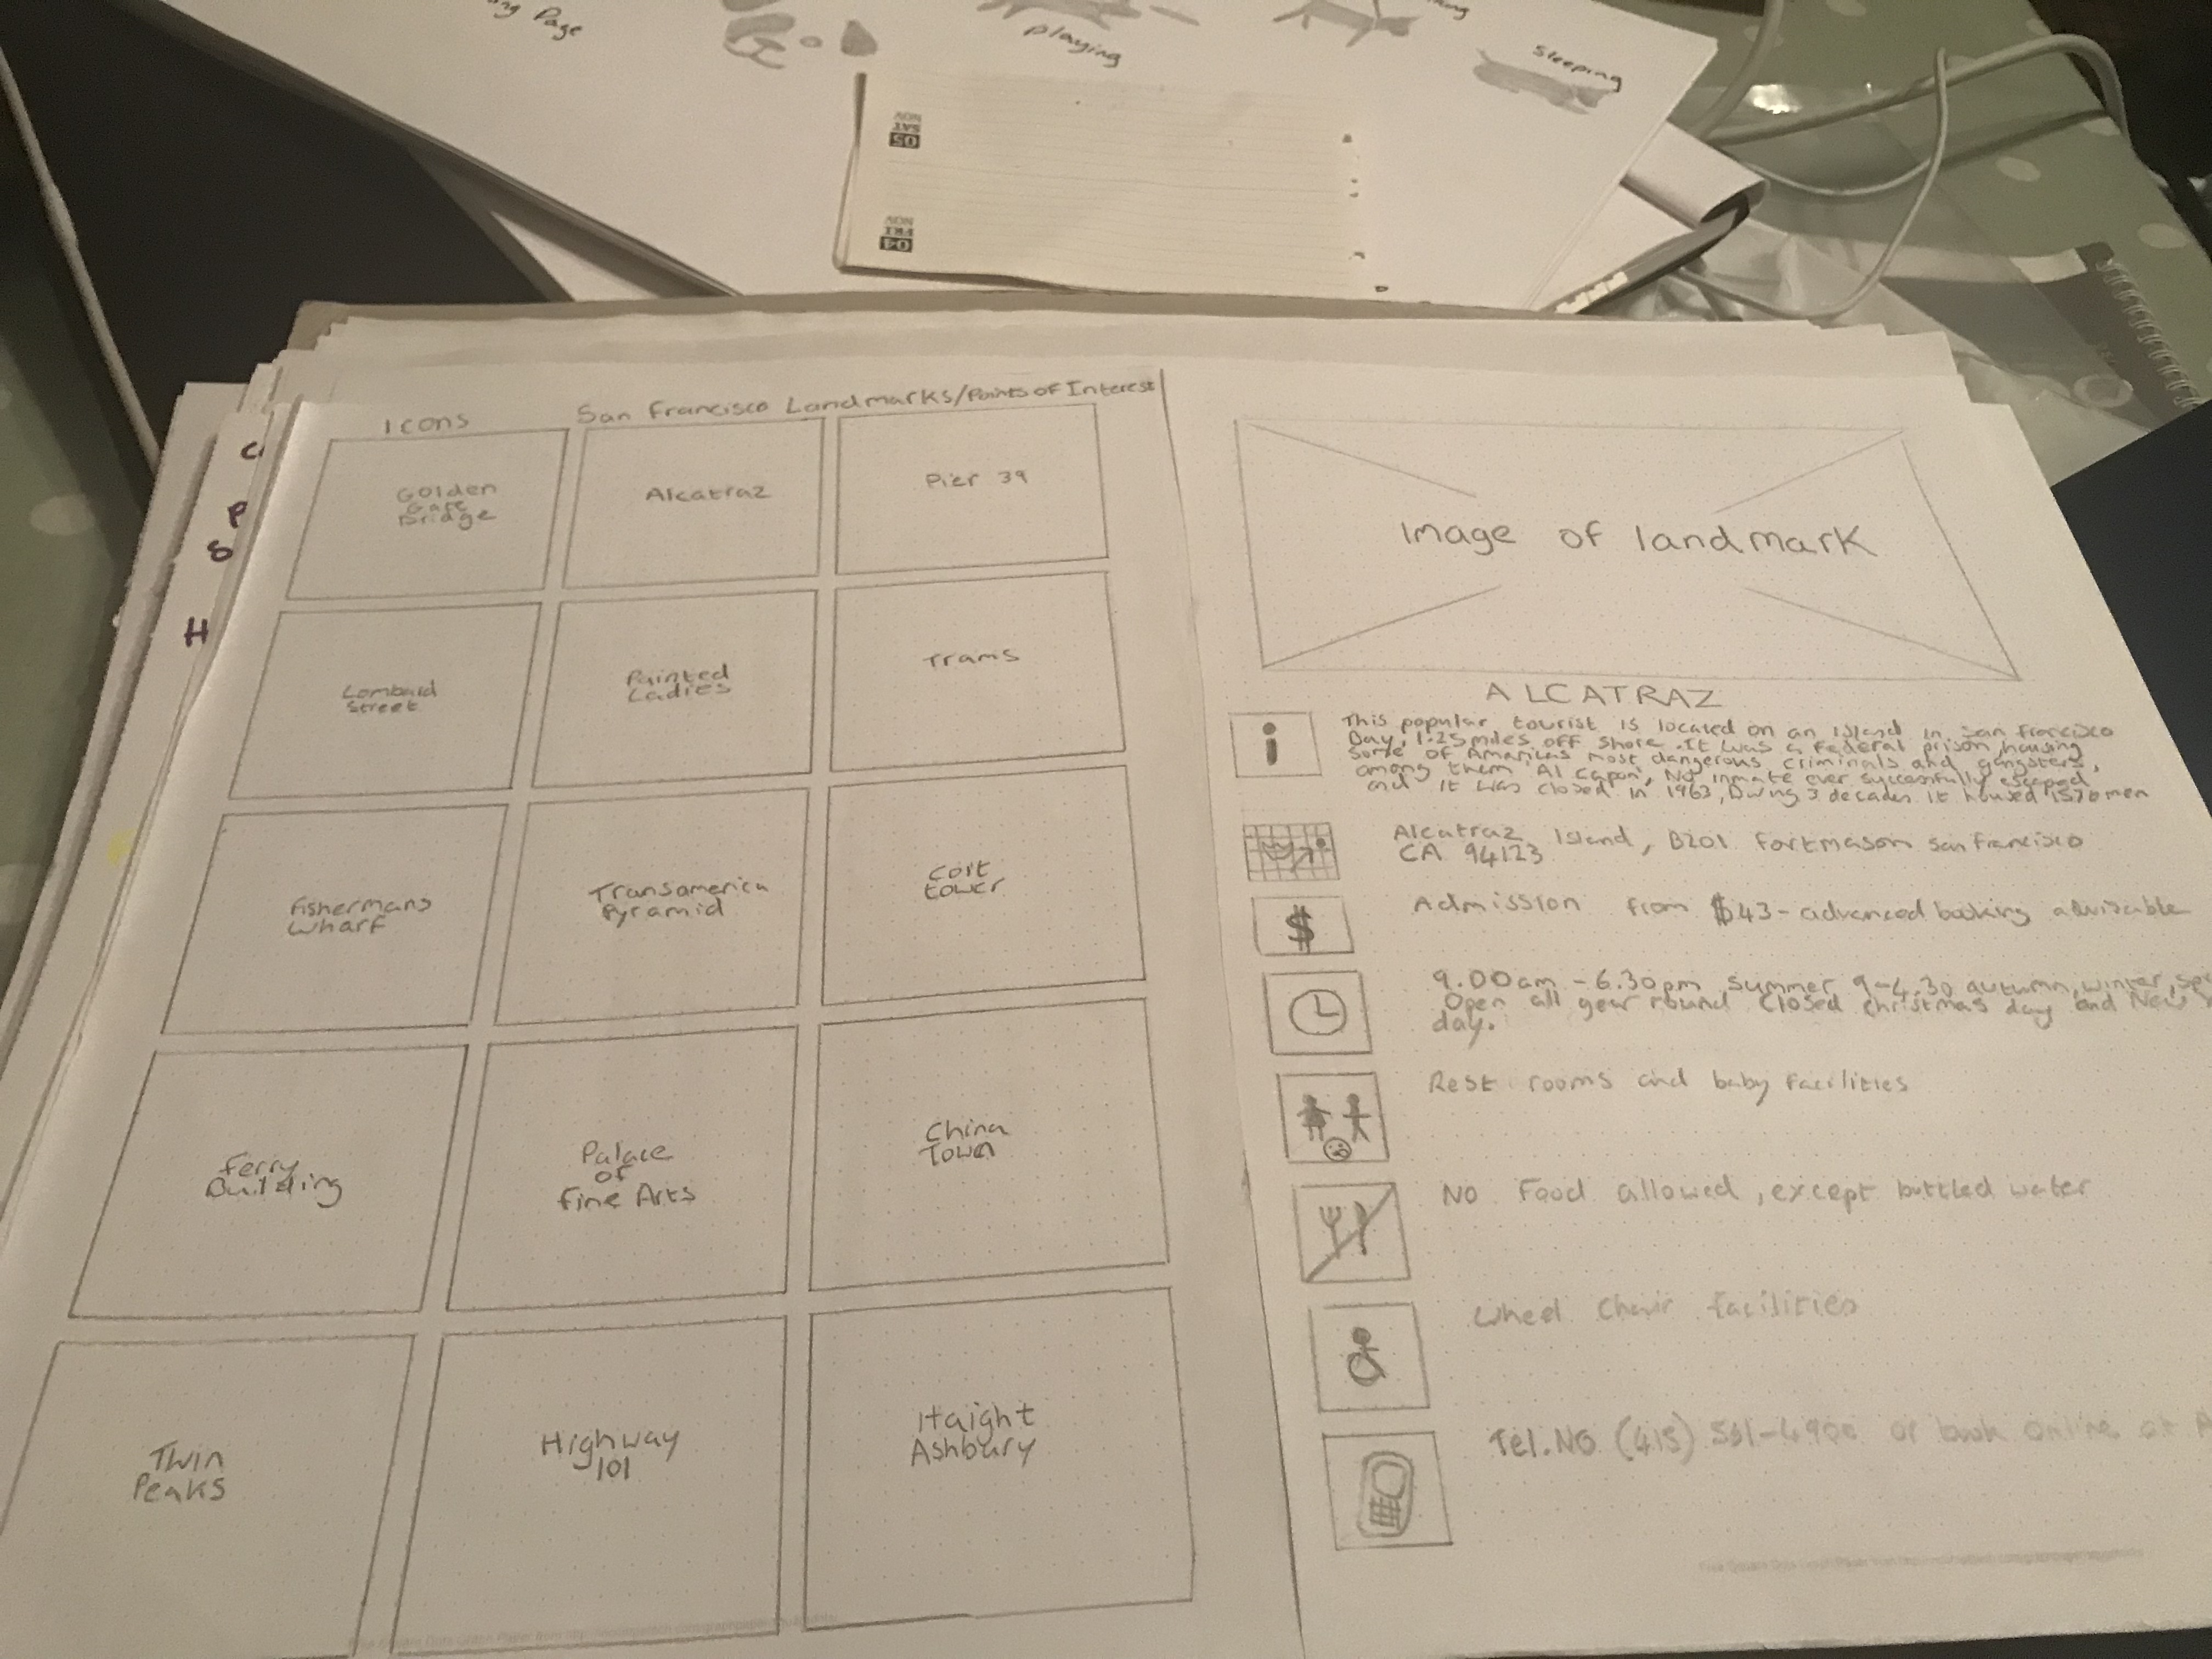 Page
playing
sleeping
05
SAT
NOV
04
FRI
NOV
C
P
S
H
Icons
San Francisco Landmarks/Points of Interest
Golden
Gate
Bridge
Alcatraz
Pier 39
Lombard
Street
Painted
Ladies
Trams
Fishermans
Wharf
Transamerica
Pyramid
Coit
tower
Ferry
Building
Palace
of
Fine Arts
China
Town
Twin
Peaks
Highway
101
Haight
Ashbury
Image of landmark
ALCATRAZ
i
This popular tourist is located on an island in San Francisco
Bay, 1.25 miles off shore. It was a Federal prison, housing
some of Americas most dangerous criminals and gangsters,
among them Al Capon, No inmate ever successfully escaped
and it was closed in 1963, During 3 decades it housed 1576 men
Alcatraz Island, B201 Fortmason San Francisco
CA 94123
$
Admission from $43 - advanced booking advisable
9.00am - 6.30pm summer 9-4.30 autumn, winter,
Open all year round Closed christmas day and New
day.
Rest rooms and baby facilities
No Food allowed, except bottled water
Wheel Chair facilities
Tel.No (415) 561-4900 or book online at